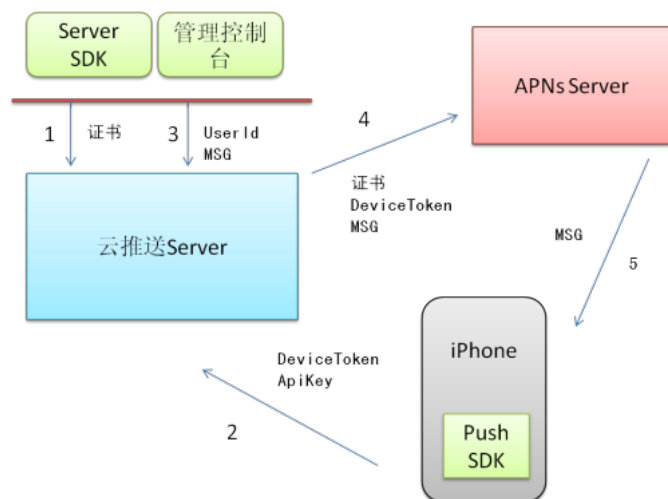 Server
SDK
管理控制
台
APNs Server
1
证书
3
UserId
MSG
4
证书
DeviceToken
MSG
云推送Server
MSG
5
iPhone
DeviceToken
ApiKey
2
Push
SDK